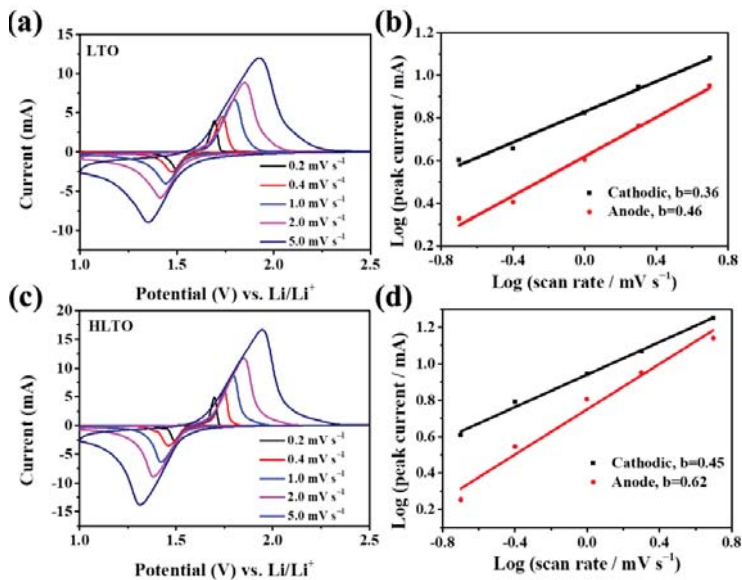 (a)
LTO
15
10
5
0
-5
-10
Current (mA)
0.2 mV s⁻¹
0.4 mV s⁻¹
1.0 mV s⁻¹
2.0 mV s⁻¹
5.0 mV s⁻¹
1.0 1.5 2.0 2.5
Potential (V) vs. Li/Li⁺
(b)
1.2
1.0
0.8
0.6
0.4
0.2
Log (peak current / mA)
Cathodic, b=0.36
Anode, b=0.46
-0.8 -0.4 0.0 0.4 0.8
Log (scan rate / mV s⁻¹)
(c)
HLTO
20
15
10
5
0
-5
-10
-15
Current (mA)
0.2 mV s⁻¹
0.4 mV s⁻¹
1.0 mV s⁻¹
2.0 mV s⁻¹
5.0 mV s⁻¹
1.0 1.5 2.0 2.5
Potential (V) vs. Li/Li⁺
(d)
1.2
1.0
0.8
0.6
0.4
0.2
Log (peak current / mA)
Cathodic, b=0.45
Anode, b=0.62
-0.8 -0.4 0.0 0.4 0.8
Log (scan rate / mV s⁻¹)